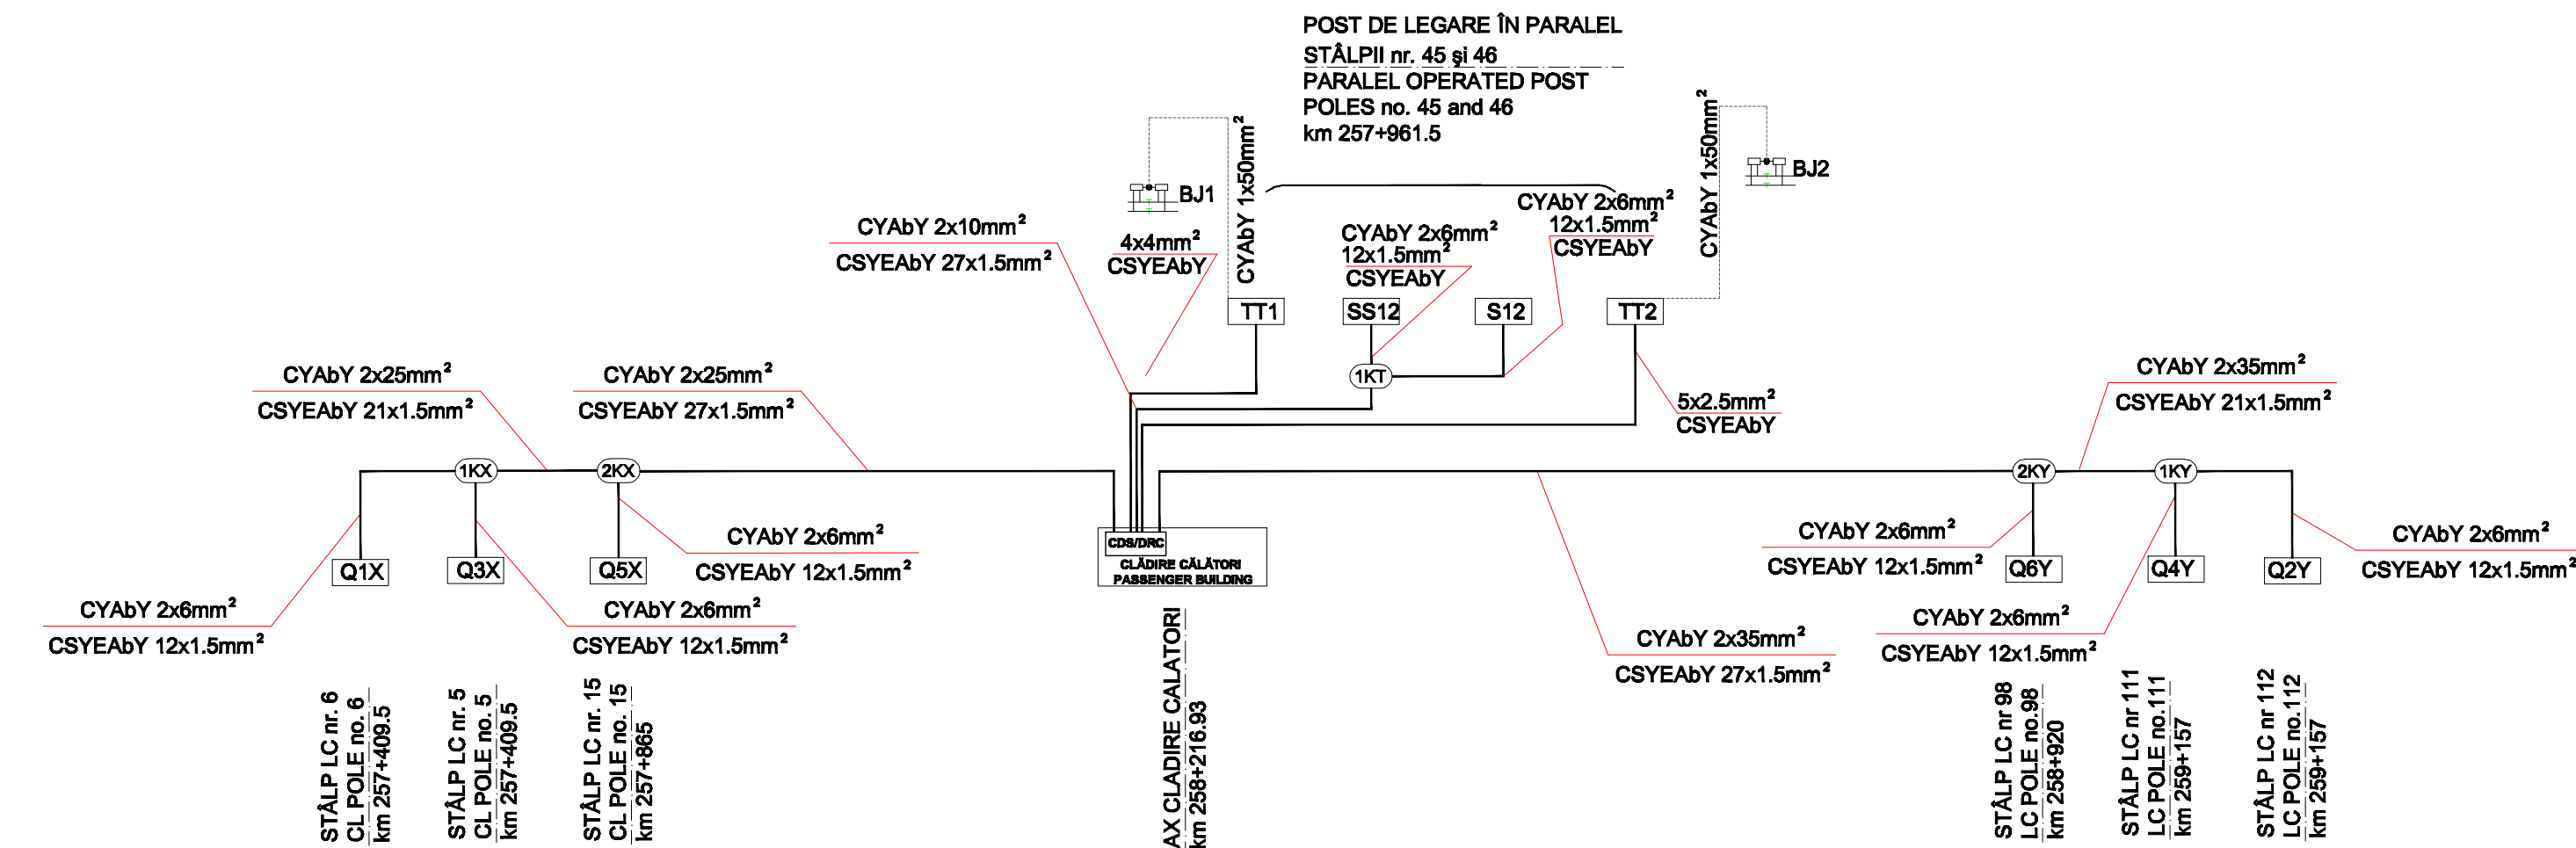 POST DE LEGARE ÎN PARALEL
STÂLPII nr. 45 şi 46
PARALEL OPERATED POST
POLES no. 45 and 46
km 257+961.5
BJ1
CYAbY 1x50mm²
CYAbY 1x50mm²
BJ2
CYAbY 2x10mm²
CSYEAbY 27x1.5mm²
4x4mm²
CSYEAbY
CYAbY 2x6mm²
12x1.5mm²
CSYEAbY
CYAbY 2x6mm²
12x1.5mm²
CSYEAbY
TT1
SS12
S12
TT2
1KT
5x2.5mm²
CSYEAbY
CYAbY 2x25mm²
CSYEAbY 21x1.5mm²
CYAbY 2x25mm²
CSYEAbY 27x1.5mm²
CYAbY 2x35mm²
CSYEAbY 21x1.5mm²
1KX
2KX
2KY
1KY
CDS/DRC
CLĂDIRE CĂLĂTORI
PASSENGER BUILDING
Q1X
Q3X
Q5X
Q6Y
Q4Y
Q2Y
CYAbY 2x6mm²
CSYEAbY 12x1.5mm²
CYAbY 2x6mm²
CSYEAbY 12x1.5mm²
CYAbY 2x6mm²
CSYEAbY 12x1.5mm²
CYAbY 2x6mm²
CSYEAbY 12x1.5mm²
CYAbY 2x6mm²
CSYEAbY 12x1.5mm²
CYAbY 2x35mm²
CSYEAbY 27x1.5mm²
CYAbY 2x6mm²
CSYEAbY 12x1.5mm²
STÂLP LC nr. 6
CL POLE no. 6
km 257+409.5
STÂLP LC nr. 5
CL POLE no. 5
km 257+409.5
STÂLP LC nr. 15
CL POLE no. 15
km 257+865
AX CLADIRE CALATORI
km 258+216.93
STÂLP LC nr 98
LC POLE no.98
km 258+920
STÂLP LC nr 111
LC POLE no.111
km 259+157
STÂLP LC nr 112
LC POLE no.112
km 259+157